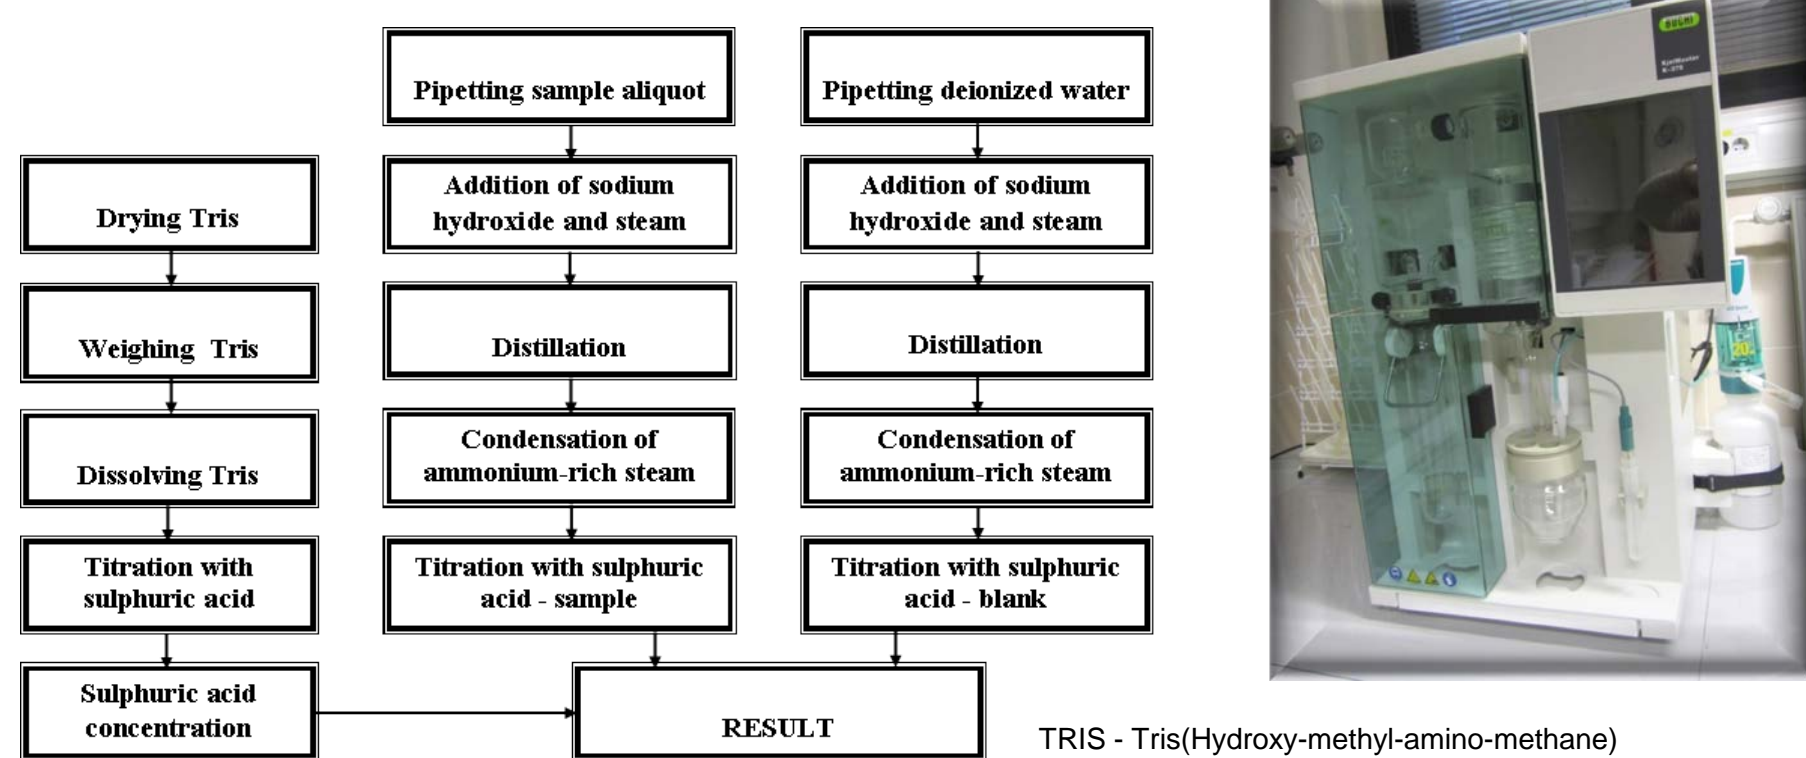 Drying Tris
Weighing Tris
Dissolving Tris
Titration with
sulphuric acid
Sulphuric acid
concentration
Pipetting sample aliquot
Addition of sodium
hydroxide and steam
Distillation
Condensation of
ammonium-rich steam
Titration with sulphuric
acid - sample
Pipetting deionized water
Addition of sodium
hydroxide and steam
Distillation
Condensation of
ammonium-rich steam
Titration with sulphuric
acid - blank
RESULT
BUCHI
KjelMaster
20
TRIS - Tris(Hydroxy-methyl-amino-methane)